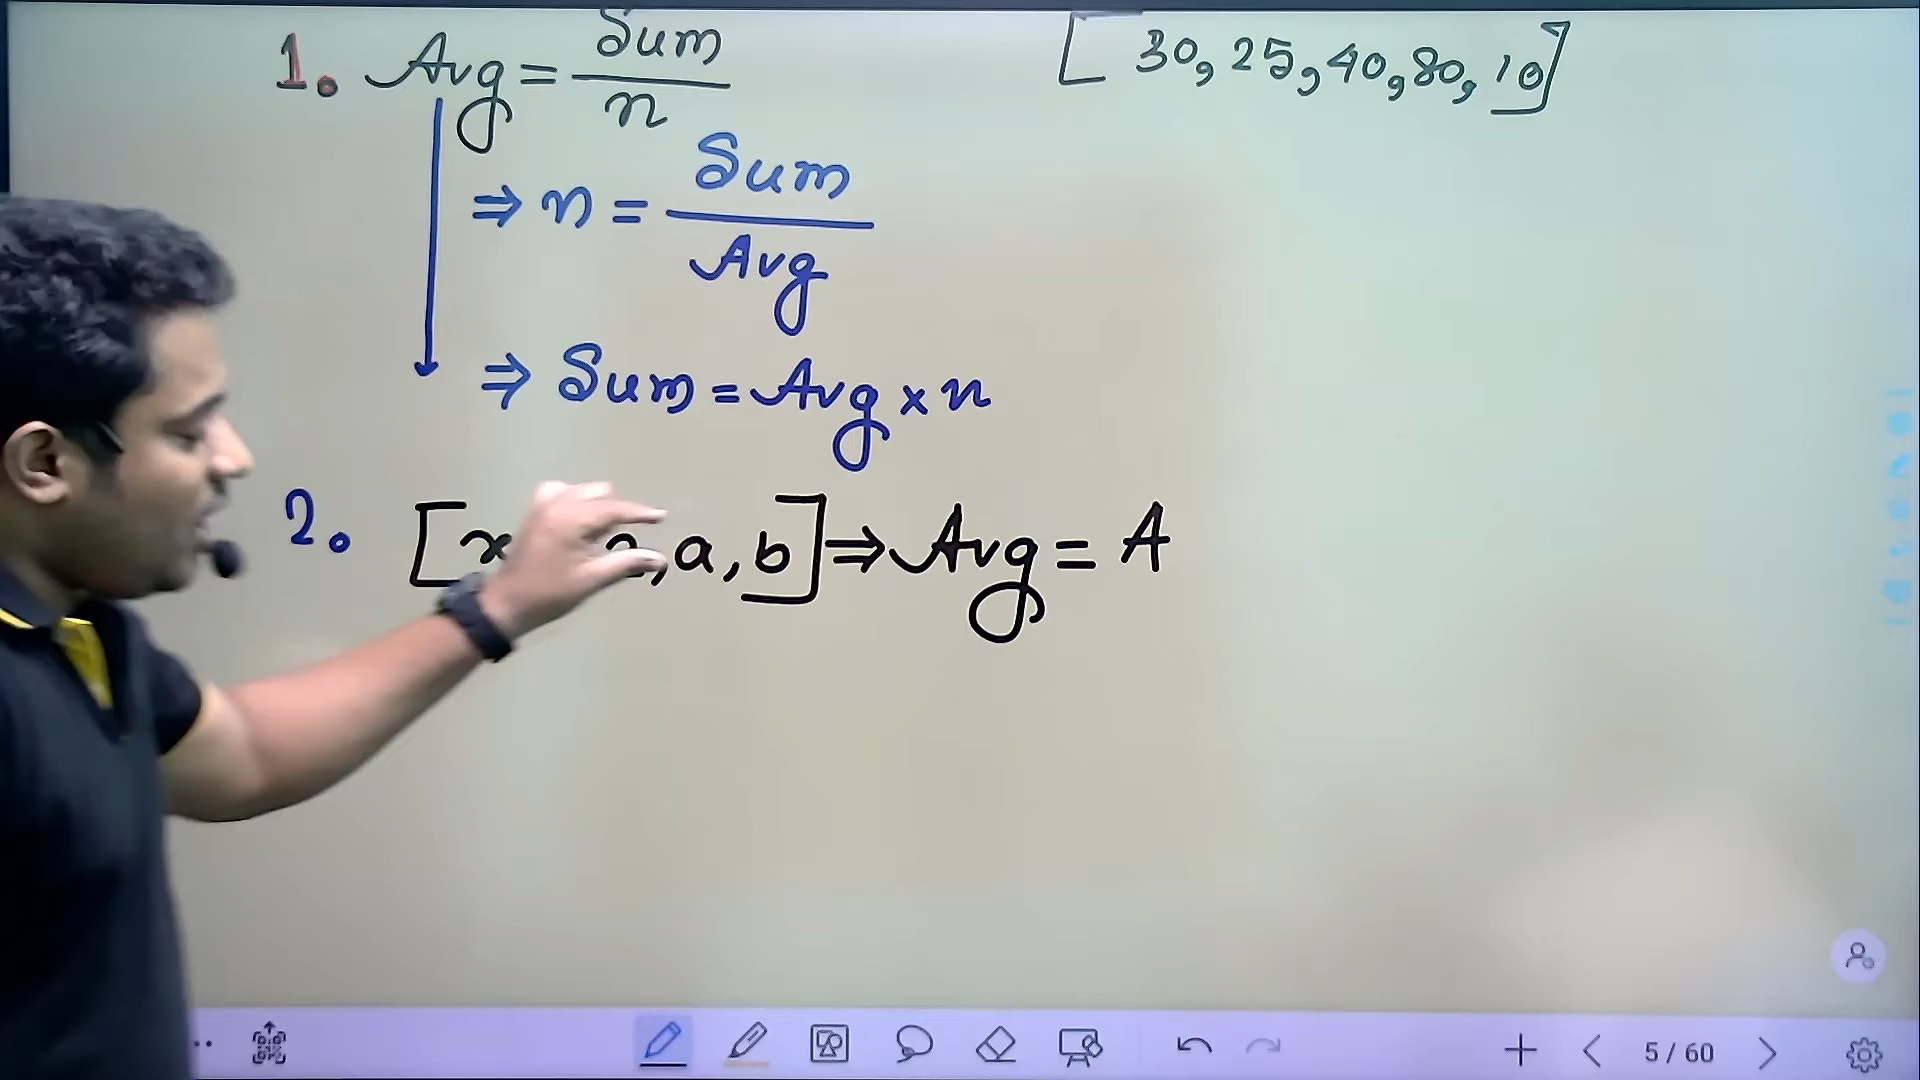 1. Avg = Sum / n
[30, 25, 40, 80, 10]
⇒ n = Sum / Avg
⇒ Sum = Avg × n
2. [x a, b] ⇒ Avg = A
5 / 60